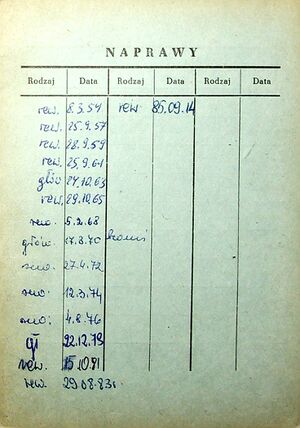 NAPRAWY
Rodzaj Data Rodzaj Data Rodzaj Data
rew. 8.3.54 rew 85.09.14
rew. 25.9.57
rew. 28.9.59
rew. 25.9.61
głów 24.10.63
rew. 29.10.65
rew. 5.2.68
głów. 17.8.70
rew. 27.4.72
rew. 12.3.74
rew. 4.8.76
gł 22.12.79
rew. 15.10.81
rew. 29.08.83